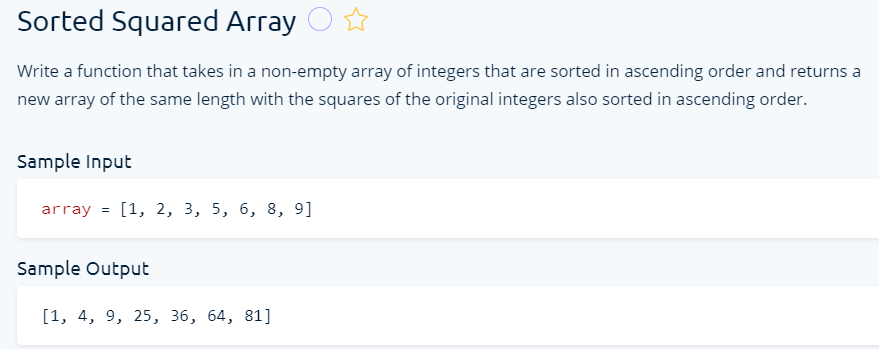 Sorted Squared Array
Write a function that takes in a non-empty array of integers that are sorted in ascending order and returns a
new array of the same length with the squares of the original integers also sorted in ascending order.
Sample Input
array = [1, 2, 3, 5, 6, 8, 9]
Sample Output
[1, 4, 9, 25, 36, 64, 81]